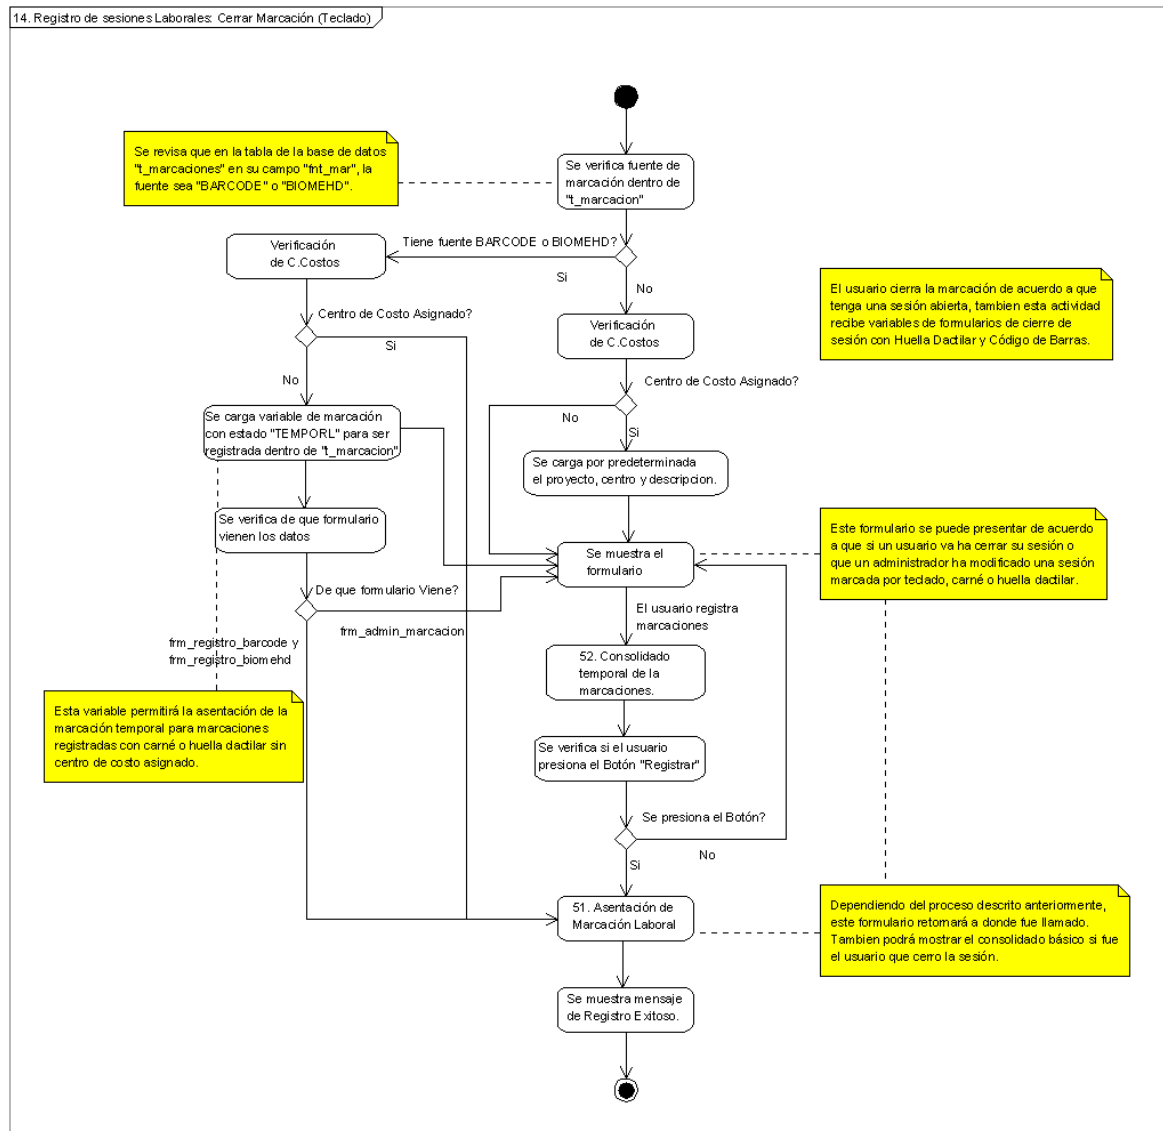 14. Registro de sesiones Laborales: Cerrar Marcación (Teclado)
Se revisa que en la tabla de la base de datos
"t_marcaciones" en su campo "fnt_mar", la
fuente sea "BARCODE" o "BIOMEHD".
Se verifica fuente de
marcación dentro de
"t_marcacion"
Tiene fuente BARCODE o BIOMEHD?
Si
No
Verificación
de C.Costos
Verificación
de C.Costos
El usuario cierra la marcación de acuerdo a que
tenga una sesión abierta, tambien esta actividad
recibe variables de formularios de cierre de
sesión con Huella Dactilar y Código de Barras.
Centro de Costo Asignado?
Si
No
Centro de Costo Asignado?
No
Si
Se carga variable de marcación
con estado "TEMPORL" para ser
registrada dentro de "t_marcacion"
Se carga por predeterminada
el proyecto, centro y descripcion.
Se verifica de que formulario
vienen los datos
Se muestra el
formulario
Este formulario se puede presentar de acuerdo
a que si un usuario va ha cerrar su sesión o
que un administrador ha modificado una sesión
marcada por teclado, carné o huella dactilar.
De que formulario Viene?
frm_admin_marcacion
frm_registro_barcode y
frm_registro_biomehd
El usuario registra
marcaciones
52. Consolidado
temporal de la
marcaciones.
Esta variable permitirá la asentación de la
marcación temporal para marcaciones
registradas con carné o huella dactilar sin
centro de costo asignado.
Se verifica si el usuario
presiona el Botón "Registrar"
Se presiona el Botón?
No
Si
51. Asentación de
Marcación Laboral
Dependiendo del proceso descrito anteriormente,
este formulario retornará a donde fue llamado.
Tambien podrá mostrar el consolidado básico si fue
el usuario que cerro la sesión.
Se muestra mensaje
de Registro Exitoso.